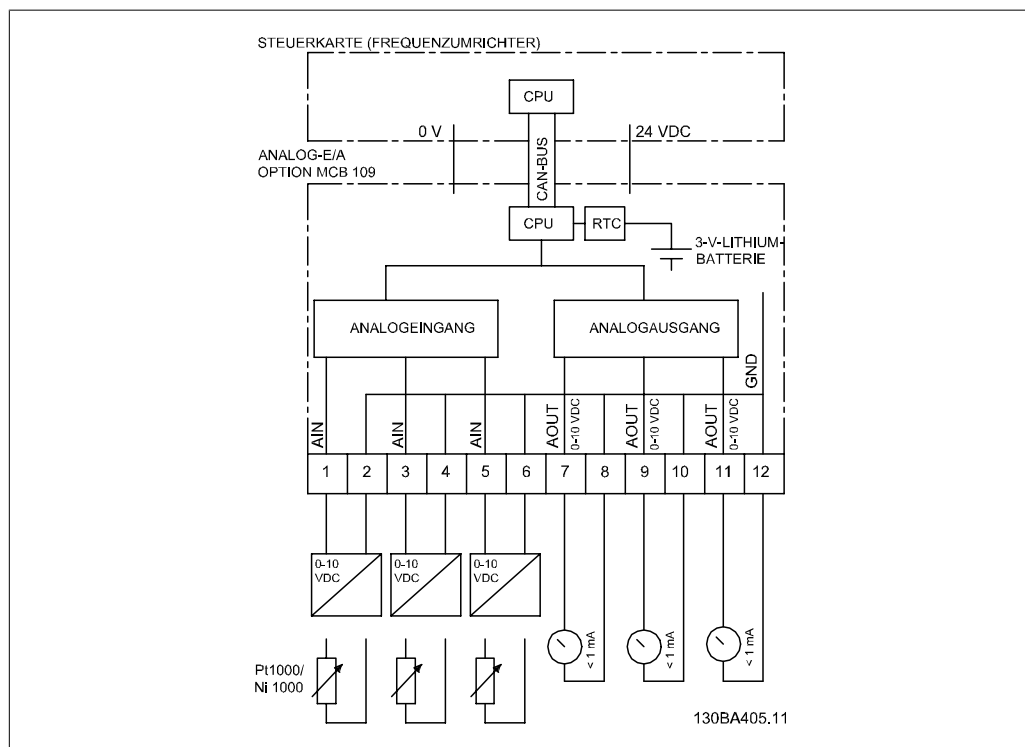 STEUERKARTE (FREQUENZUMRICHTER)
CPU
0 V
24 VDC
CAN-BUS
ANALOG-E/A
OPTION MCB 109
CPU
RTC
3-V-LITHIUM-
BATTERIE
ANALOGEINGANG
ANALOGAUSGANG
GND
AIN
AIN
AIN
AOUT
0-10 VDC
AOUT
0-10 VDC
AOUT
0-10 VDC
1 2 3 4 5 6 7 8 9 10 11 12
0-10
VDC
0-10
VDC
0-10
VDC
< 1 mA
< 1 mA
< 1 mA
Pt1000/
Ni 1000
130BA405.11